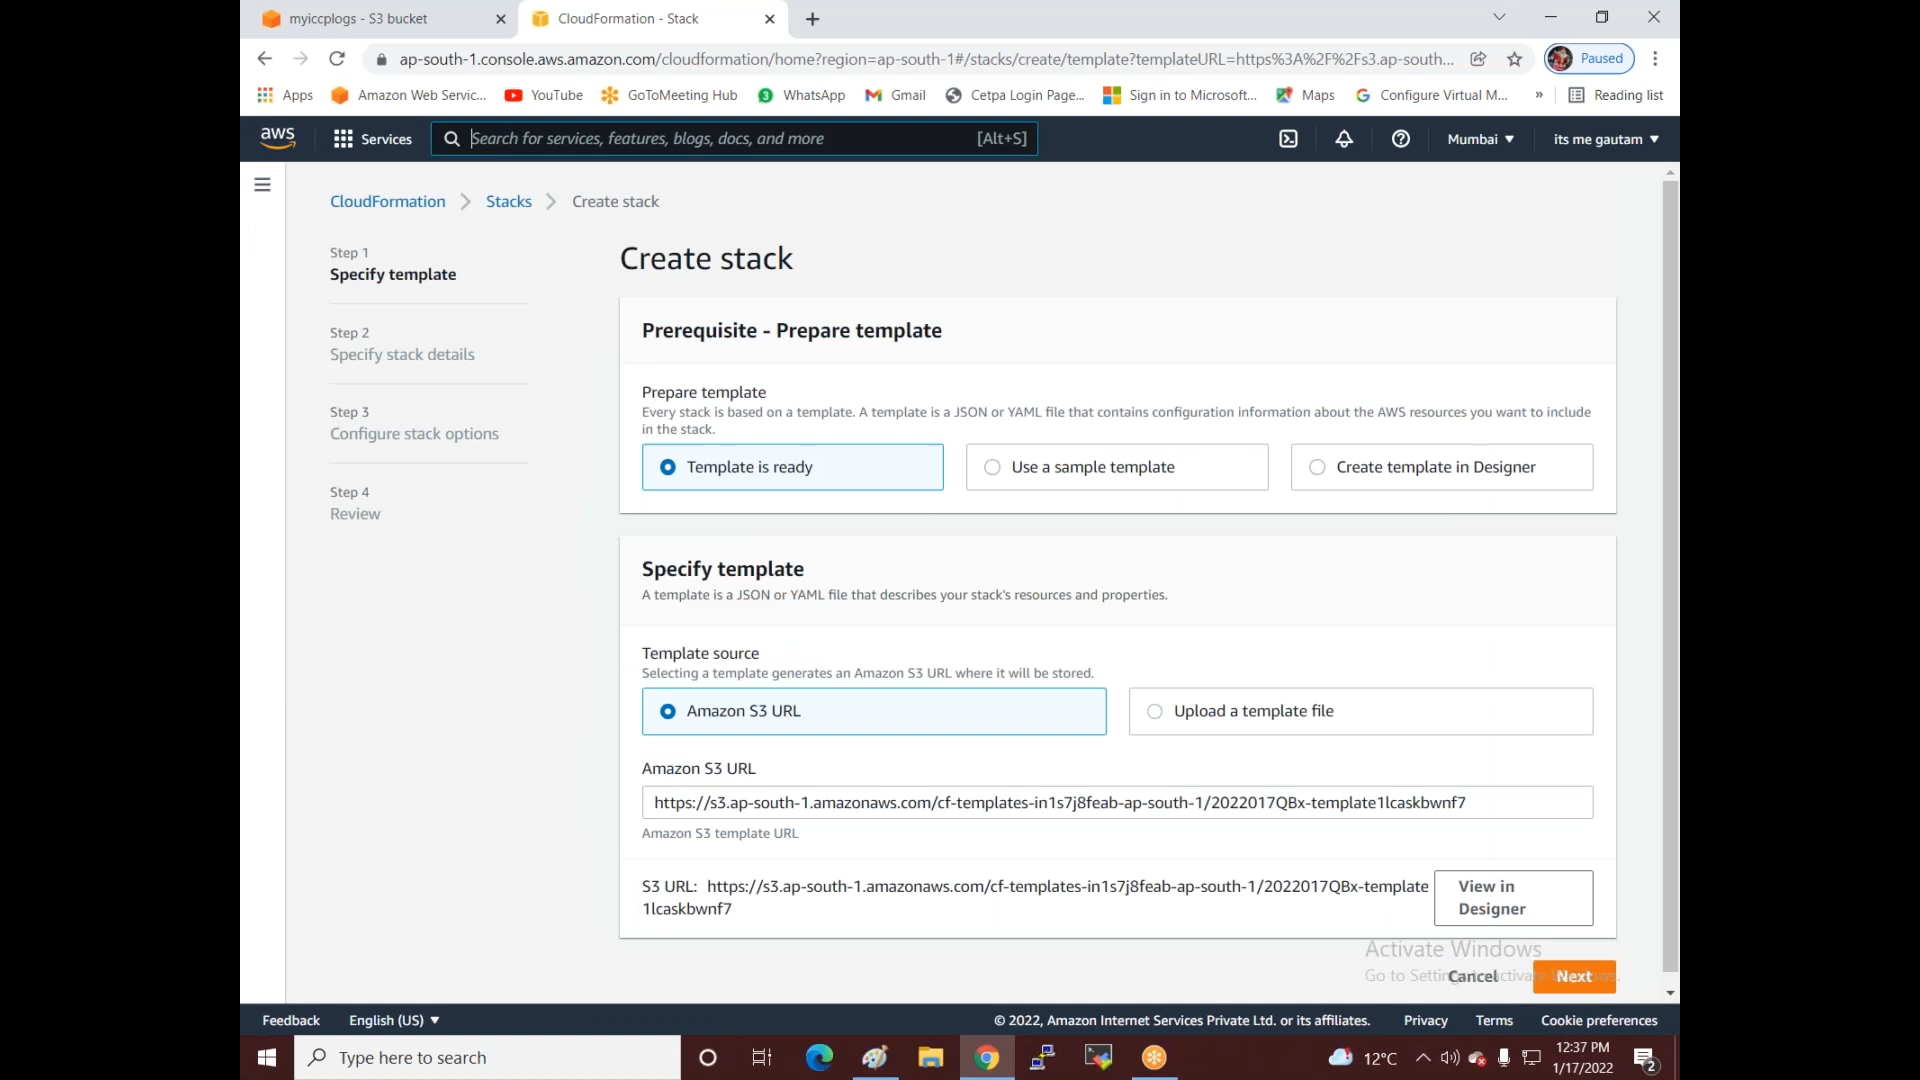 myiccplogs - S3 bucket
CloudFormation - Stack
ap-south-1.console.aws.amazon.com/cloudformation/home?region=ap-south-1#/stacks/create/template?templateURL=https%3A%2F%2Fs3.ap-south...
Paused
Apps
Amazon Web Servic...
YouTube
GoToMeeting Hub
WhatsApp
Gmail
Cetpa Login Page...
Sign in to Microsoft...
Maps
Configure Virtual M...
»
Reading list
aws
Services
Search for services, features, blogs, docs, and more
[Alt+S]
Mumbai
its me gautam
CloudFormation
Stacks
Create stack
Step 1
Specify template
Step 2
Specify stack details
Step 3
Configure stack options
Step 4
Review
Create stack
Prerequisite - Prepare template
Prepare template
Every stack is based on a template. A template is a JSON or YAML file that contains configuration information about the AWS resources you want to include
in the stack.
Template is ready
Use a sample template
Create template in Designer
Specify template
A template is a JSON or YAML file that describes your stack's resources and properties.
Template source
Selecting a template generates an Amazon S3 URL where it will be stored.
Amazon S3 URL
Upload a template file
Amazon S3 URL
https://s3.ap-south-1.amazonaws.com/cf-templates-in1s7j8feab-ap-south-1/2022017QBx-template1lcaskbwnf7
Amazon S3 template URL
S3 URL: https://s3.ap-south-1.amazonaws.com/cf-templates-in1s7j8feab-ap-south-1/2022017QBx-template
1lcaskbwnf7
View in
Designer
Activate Windows
Go to Setting
Cancel
Next
Feedback
English (US)
© 2022, Amazon Internet Services Private Ltd. or its affiliates.
Privacy
Terms
Cookie preferences
Type here to search
12°C
12:37 PM
1/17/2022
2